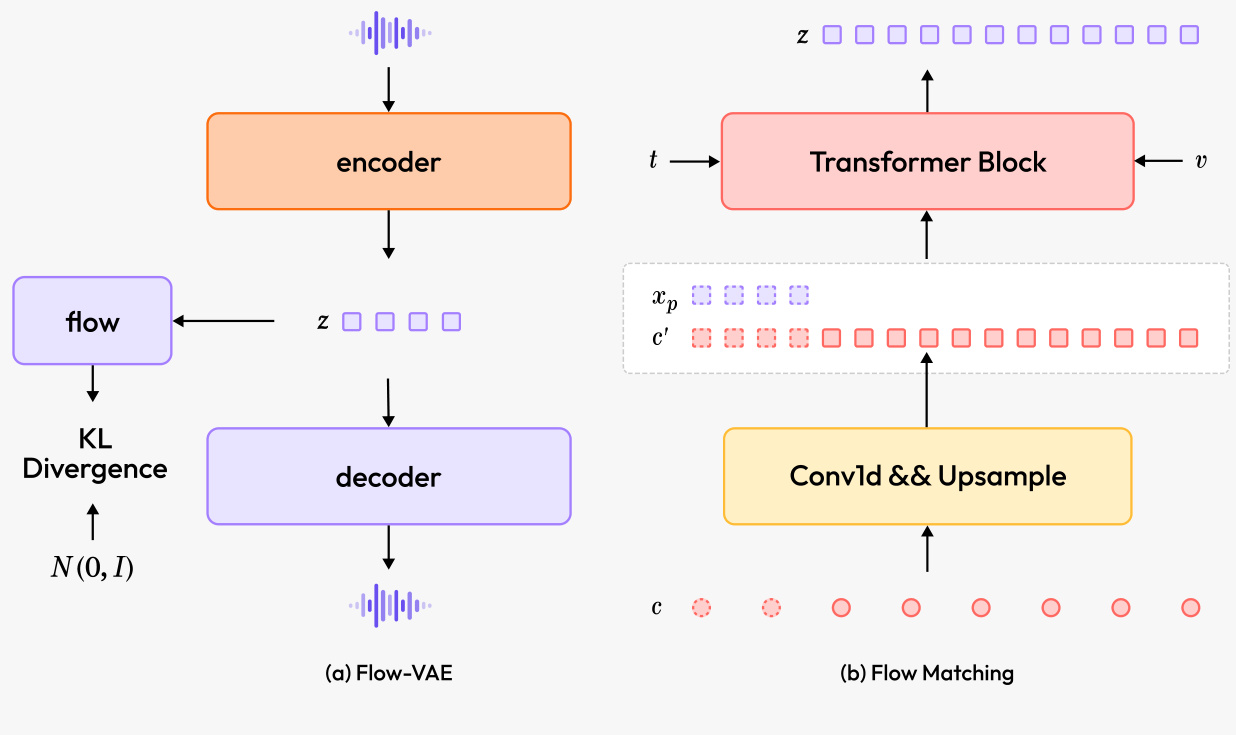 encoder
flow
z
KL
Divergence
decoder
N(0, I)
(a) Flow-VAE
z
t
Transformer Block
v
x_p
c′
Conv1d && Upsample
c
(b) Flow Matching